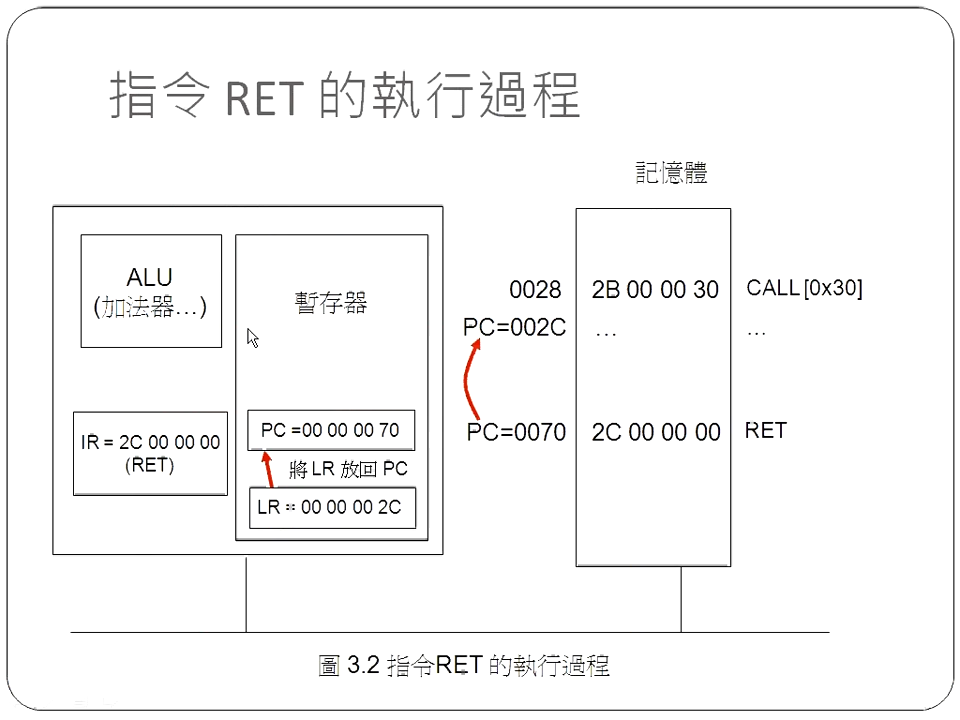 指令 RET 的執行過程
記憶體
ALU
(加法器…)
暫存器
IR = 2C 00 00 00
(RET)
PC =00 00 00 70
將 LR 放回 PC
LR = 00 00 00 2C
0028 2B 00 00 30 CALL [0x30]
PC=002C … …
PC=0070 2C 00 00 00 RET
圖 3.2 指令RET 的執行過程